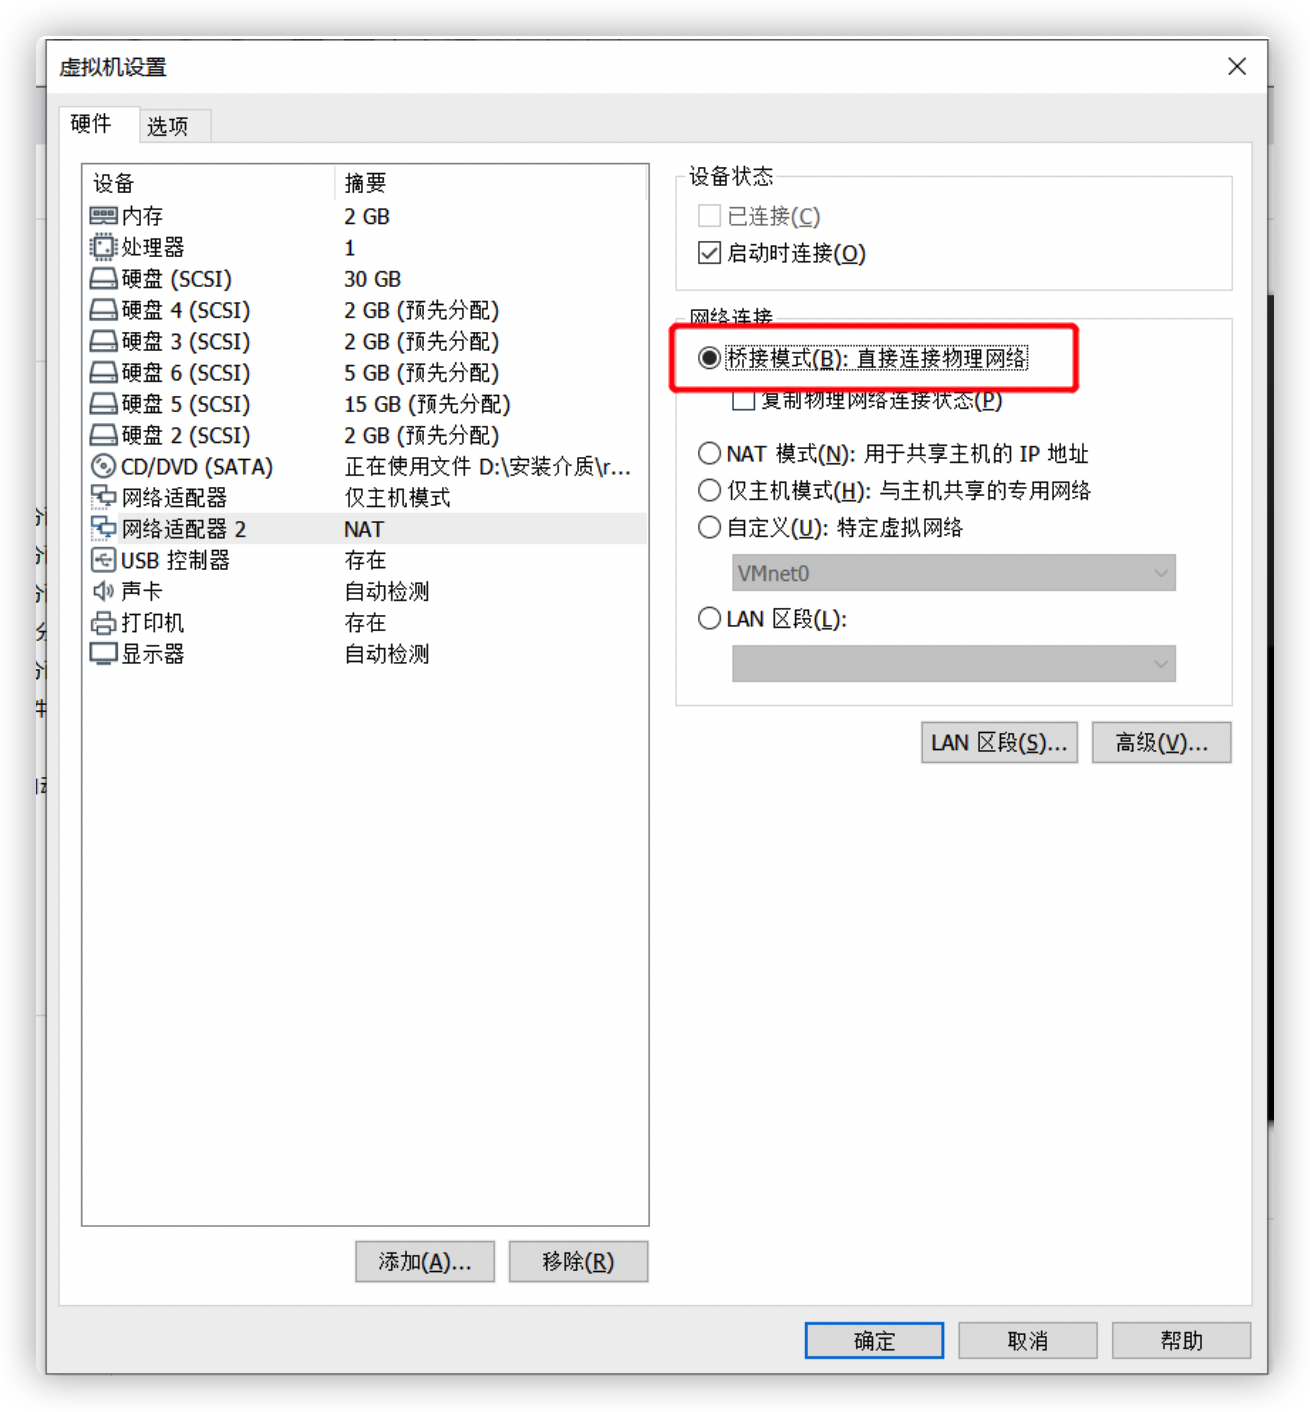 虚拟机设置
硬件
选项
设备 摘要
内存 2 GB
处理器 1
硬盘 (SCSI) 30 GB
硬盘 4 (SCSI) 2 GB (预先分配)
硬盘 3 (SCSI) 2 GB (预先分配)
硬盘 6 (SCSI) 5 GB (预先分配)
硬盘 5 (SCSI) 15 GB (预先分配)
硬盘 2 (SCSI) 2 GB (预先分配)
CD/DVD (SATA) 正在使用文件 D:\安装介质\r...
网络适配器 仅主机模式
网络适配器 2 NAT
USB 控制器 存在
声卡 自动检测
打印机 存在
显示器 自动检测
添加(A)...
移除(R)
设备状态
已连接(C)
启动时连接(O)
网络连接
桥接模式(B): 直接连接物理网络
复制物理网络连接状态(P)
NAT 模式(N): 用于共享主机的 IP 地址
仅主机模式(H): 与主机共享的专用网络
自定义(U): 特定虚拟网络
VMnet0
LAN 区段(L):
LAN 区段(S)...
高级(V)...
确定
取消
帮助